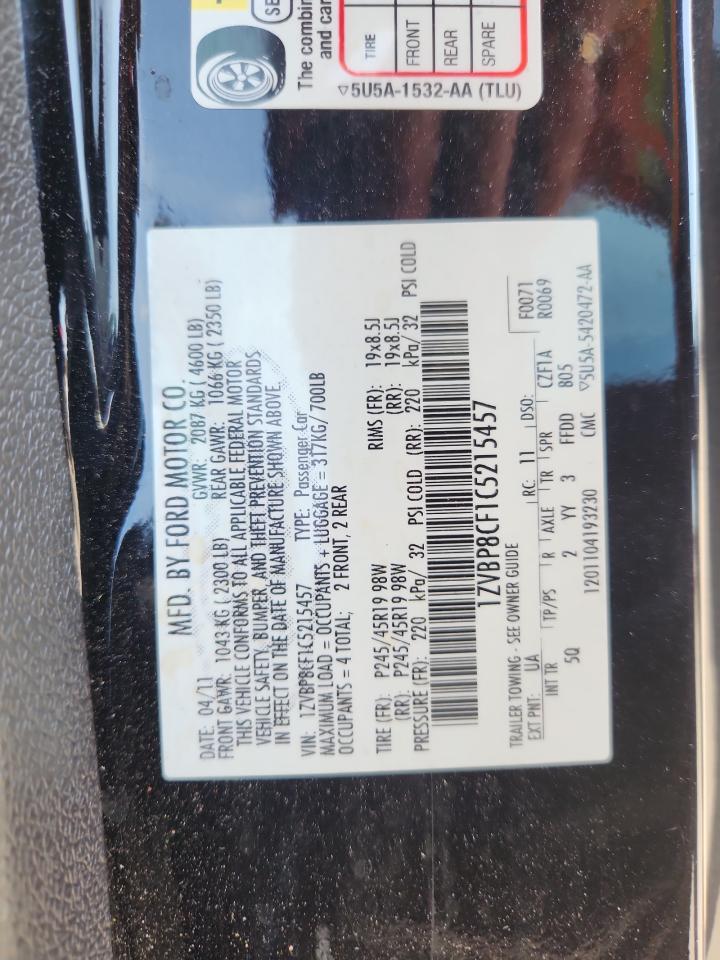 SE
The combin
and car
TIRE
FRONT
REAR
SPARE
▽5U5A-1532-AA (TLU)
MFD. BY FORD MOTOR CO.
DATE: 04/11 GVWR: 2087 KG ( 4600 LB)
FRONT GAWR: 1043 KG ( 2300 LB) REAR GAWR: 1066 KG ( 2350 LB)
THIS VEHICLE CONFORMS TO ALL APPLICABLE FEDERAL MOTOR
VEHICLE SAFETY, BUMPER, AND THEFT PREVENTION STANDARDS
IN EFFECT ON THE DATE OF MANUFACTURE SHOWN ABOVE.
VIN: 1ZVBP8CF1C5215457 TYPE: Passenger Car
MAXIMUM LOAD = OCCUPANTS + LUGGAGE = 317KG/ 700LB
OCCUPANTS = 4 TOTAL; 2 FRONT, 2 REAR
TIRE (FR): P245/45R19 98W RIMS (FR): 19x8.5J
(RR): P245/45R19 98W (RR): 19x8.5J
PRESSURE (FR): 220 kPa/ 32 PSI COLD (RR): 220 kPa/ 32 PSI COLD
1ZVBP8CF1C5215457
TRAILER TOWING - SEE OWNER GUIDE F0071
EXT PNT: UA RC: 11 DSO: R0069
INT TR TP/PS R AXLE TR SPR CZF1A
5Q 2 YY 3 FFDD 805
1201104193230 CMC ▽5U5A-5420472-AA